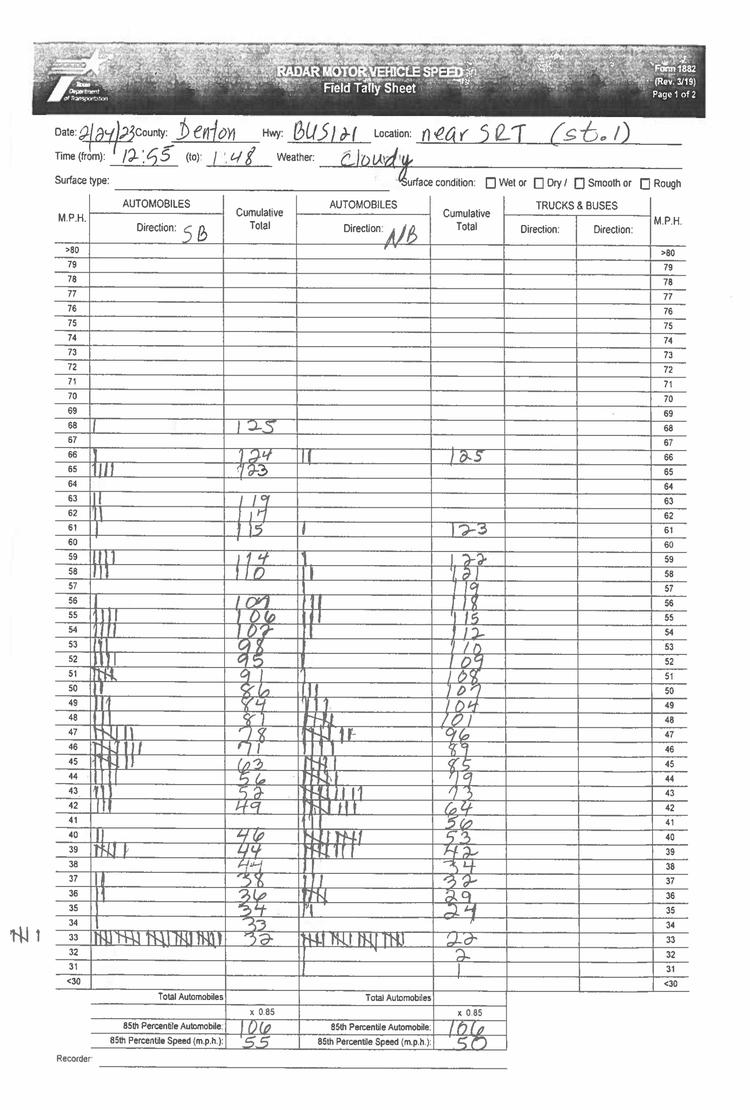 Texas
Department
of Transportation
RADAR MOTOR VEHICLE SPEED
Field Tally Sheet
Form 1882
(Rev. 3/19)
Page 1 of 2
Date: 2/24/23 County: Denton Hwy: BUS121 Location: near SRT (st.1)
Time (from): 12:55 (to): 1:48 Weather: cloudy
Surface type: Surface condition: Wet or Dry / Smooth or Rough
M.P.H. AUTOMOBILES Cumulative Total AUTOMOBILES Cumulative Total TRUCKS & BUSES M.P.H.
Direction: SB Direction: NB Direction: Direction:
>80 >80
79 79
78 78
77 77
76 76
75 75
74 74
73 73
72 72
71 71
70 70
69 69
68 125 68
67 67
66 124 125 66
65 123 65
64 64
63 119 63
62 117 62
61 115 123 61
60 60
59 114 122 59
58 110 121 58
57 119 57
56 107 118 56
55 106 115 55
54 102 112 54
53 98 110 53
52 95 109 52
51 91 108 51
50 86 107 50
49 84 104 49
48 81 101 48
47 78 96 47
46 71 89 46
45 63 85 45
44 56 79 44
43 52 73 43
42 49 64 42
41 56 41
40 46 53 40
39 44 42 39
38 34 38
37 38 32 37
36 36 29 36
35 34 24 35
34 33 34
33 32 22 33
32 2 32
31 1 31
<30 <30
Total Automobiles Total Automobiles
x 0.85 x 0.85
85th Percentile Automobile: 106 85th Percentile Automobile: 106
85th Percentile Speed (m.p.h.): 55 85th Percentile Speed (m.p.h.): 50
Recorder: